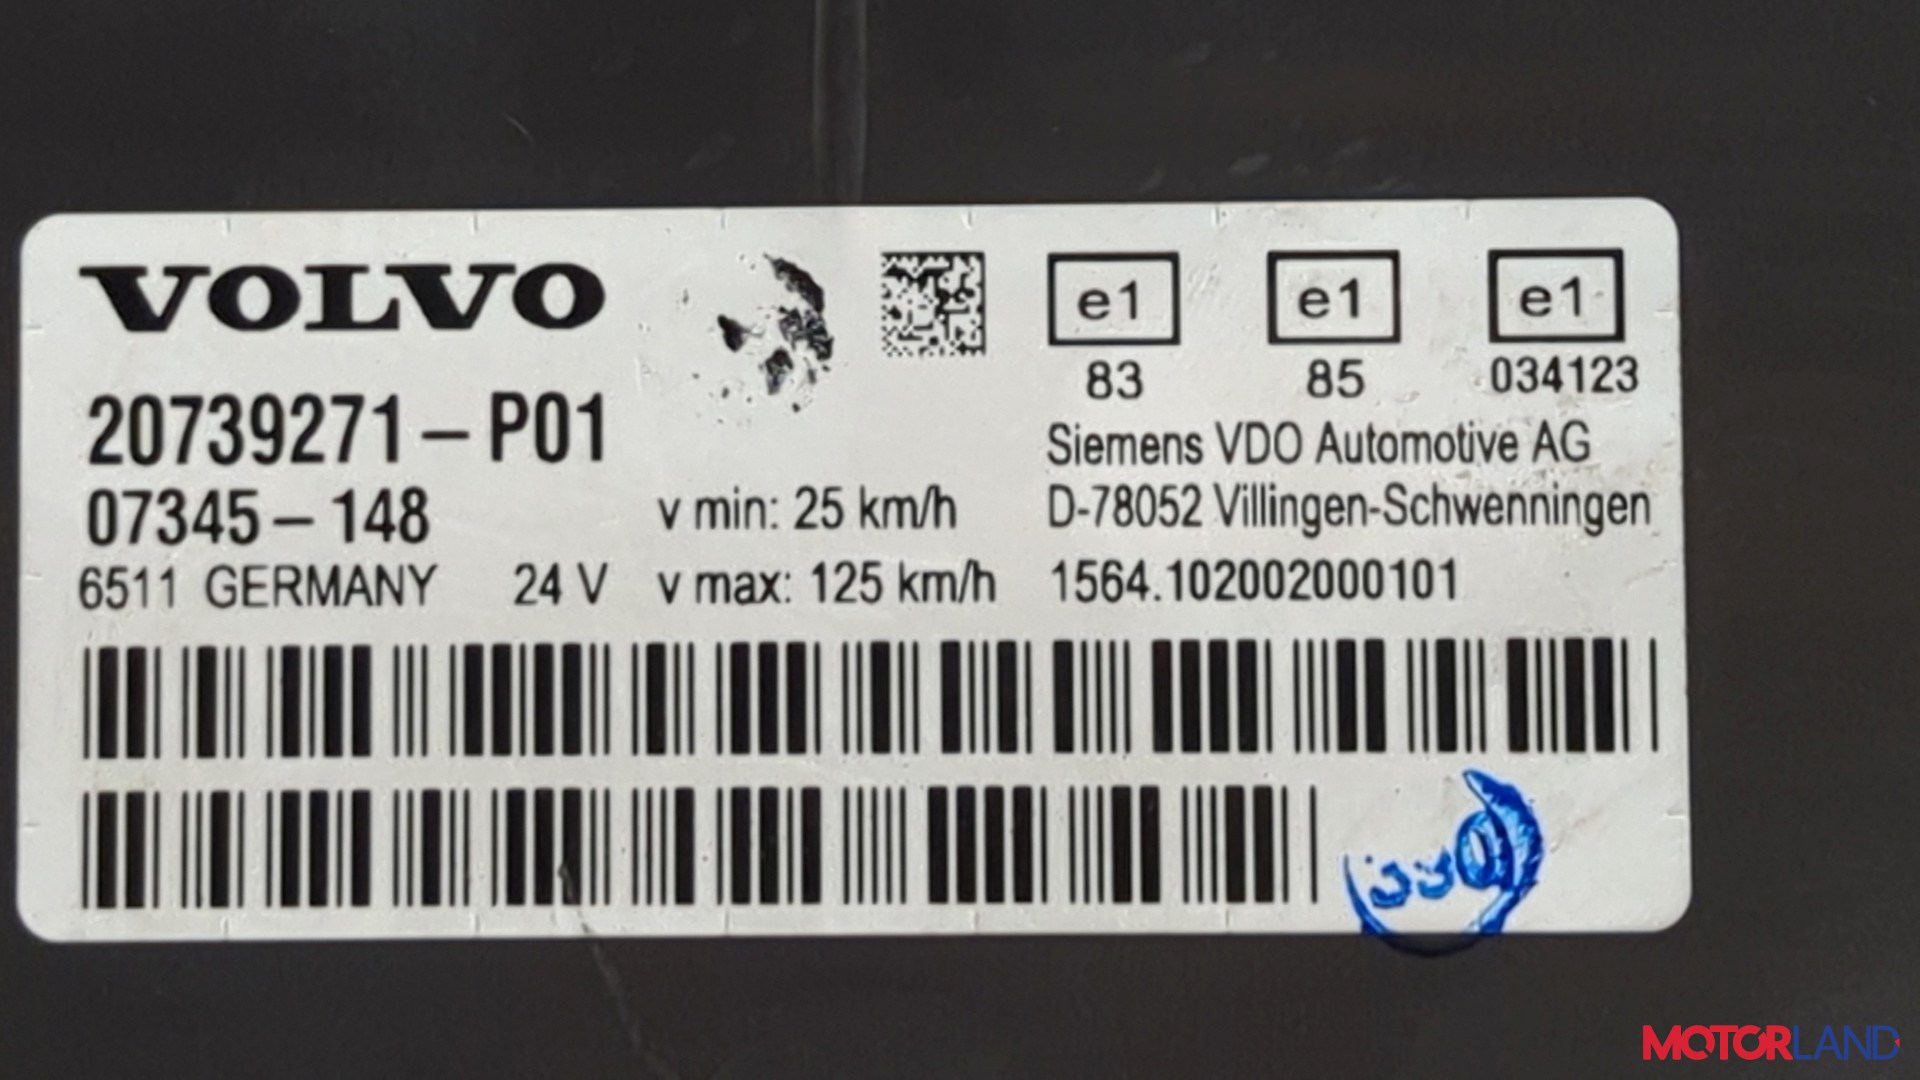 VOLVO
e1 e1 e1
83 85 034123
20739271-P01
Siemens VDO Automotive AG
07345-148
v min: 25 km/h
D-78052 Villingen-Schwenningen
6511 GERMANY 24 V
v max: 125 km/h
1564.102002000101
MOTORLAND